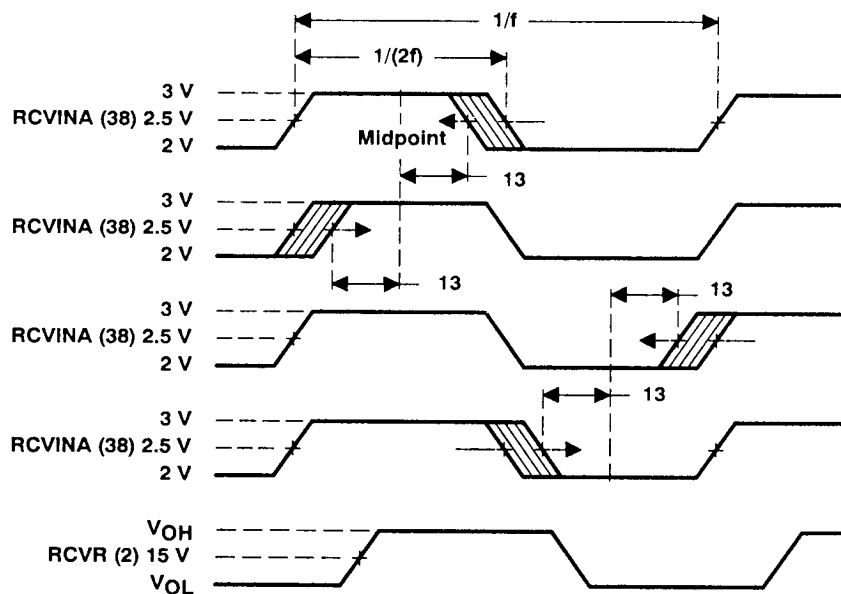 1/f
1/(2f)
3 V
RCVINA (38) 2.5 V
2 V
Midpoint
13
3 V
RCVINA (38) 2.5 V
2 V
13
3 V
RCVINA (38) 2.5 V
2 V
13
3 V
RCVINA (38) 2.5 V
2 V
13
VOH
RCVR (2) 15 V
VOL